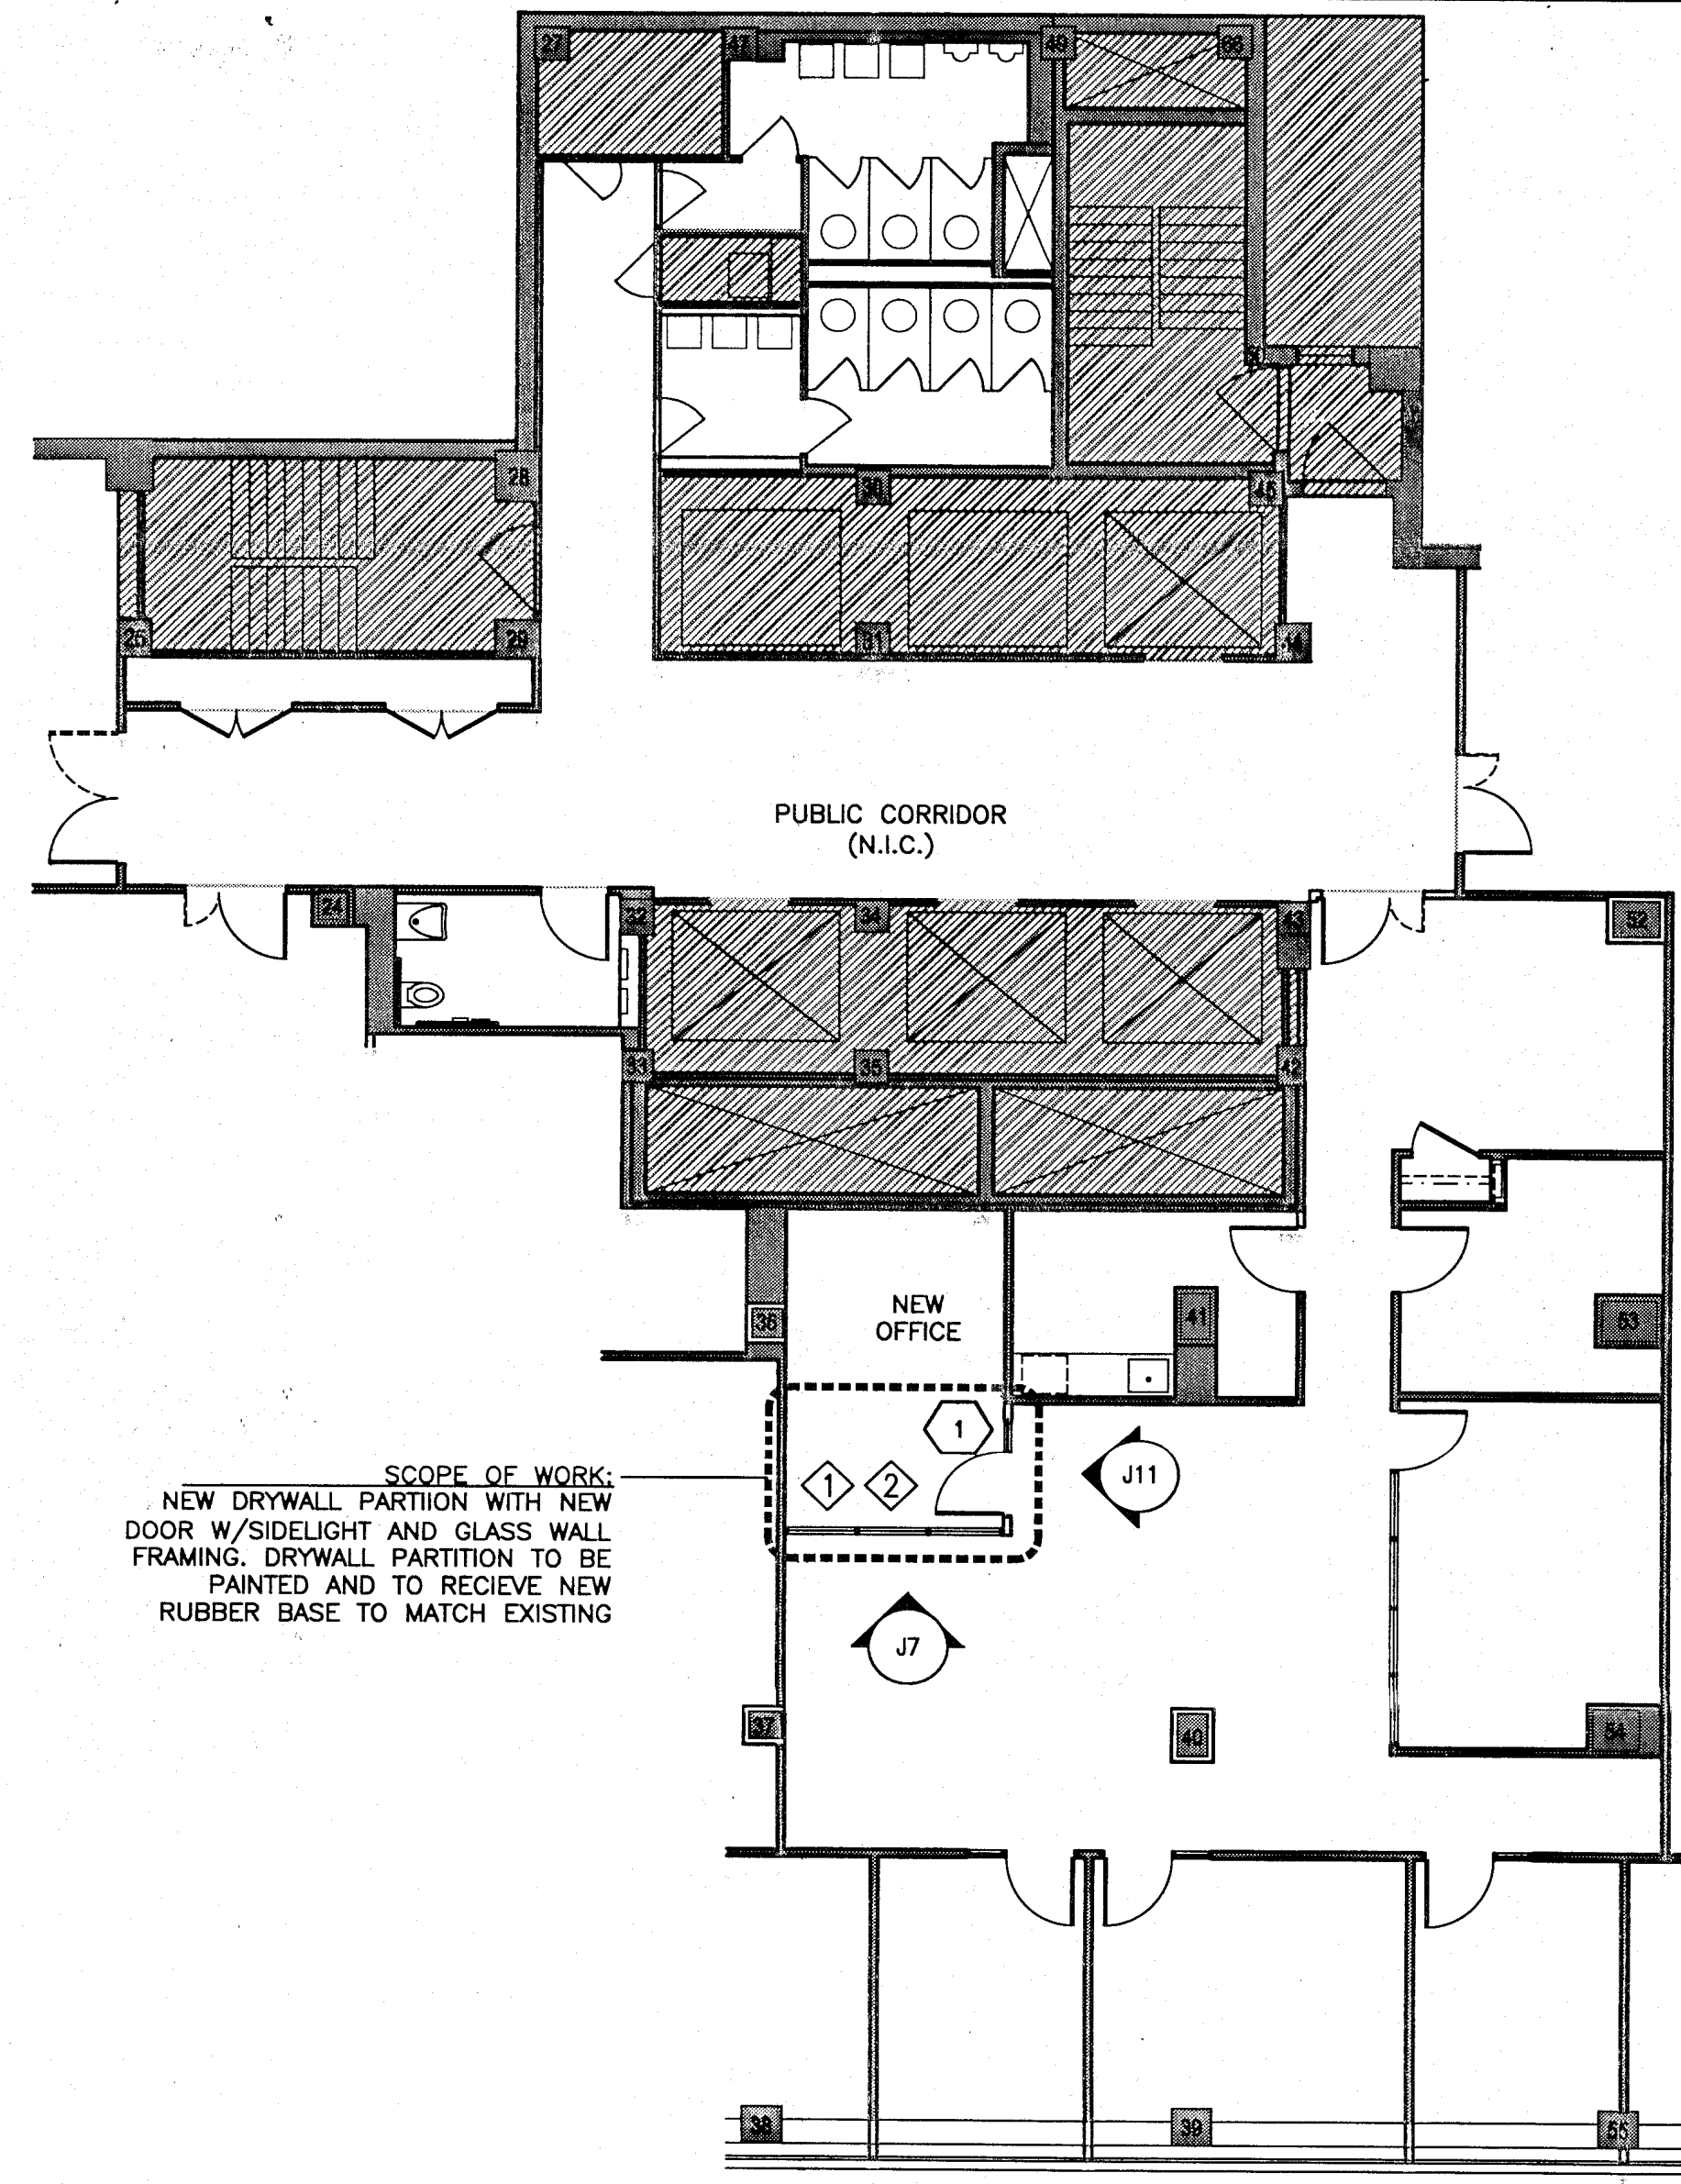 27
47
49
66
28
30
45
25
29
31
PUBLIC CORRIDOR
(N.I.C.)
24
32
34
43
52
33
35
42
36
NEW
OFFICE
41
53
1
SCOPE OF WORK:
NEW DRYWALL PARTIION WITH NEW
DOOR W/SIDELIGHT AND GLASS WALL
FRAMING. DRYWALL PARTITION TO BE
PAINTED AND TO RECIEVE NEW
RUBBER BASE TO MATCH EXISTING
1 2
J11
J7
37
40
54
38
39
55